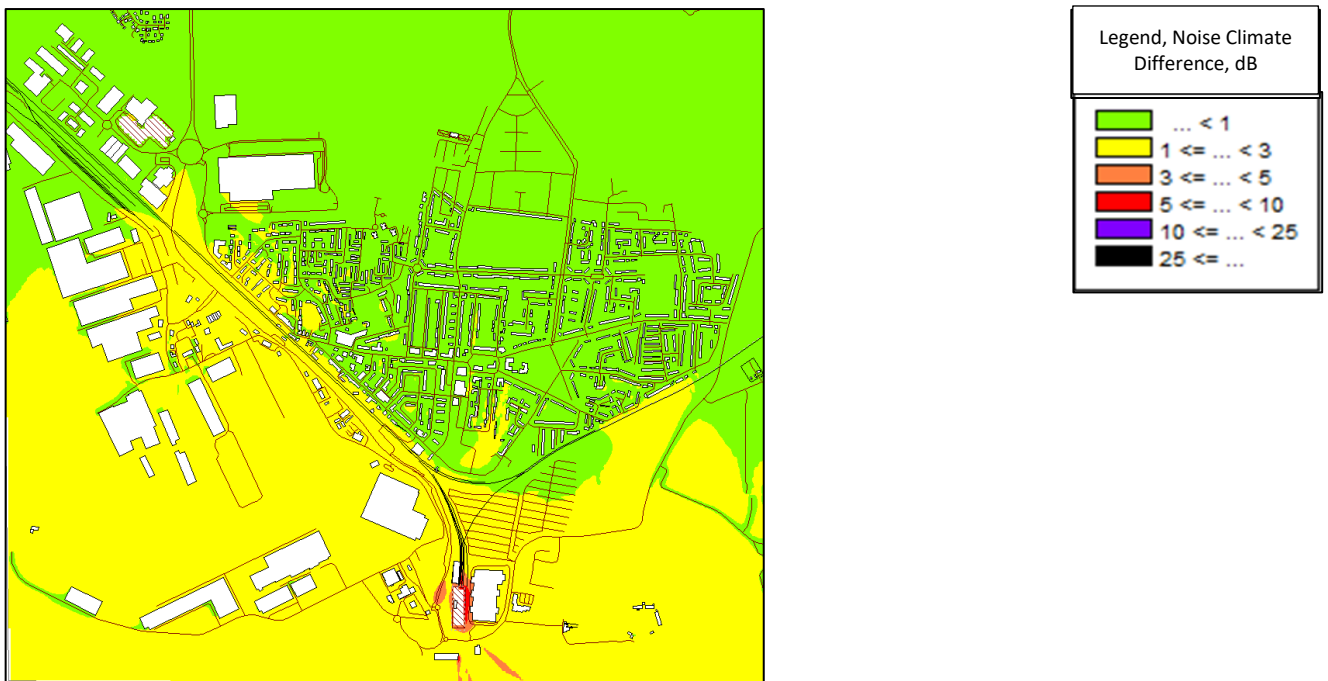 Legend, Noise Climate
Difference, dB
... < 1
1 <= ... < 3
3 <= ... < 5
5 <= ... < 10
10 <= ... < 25
25 <= ...